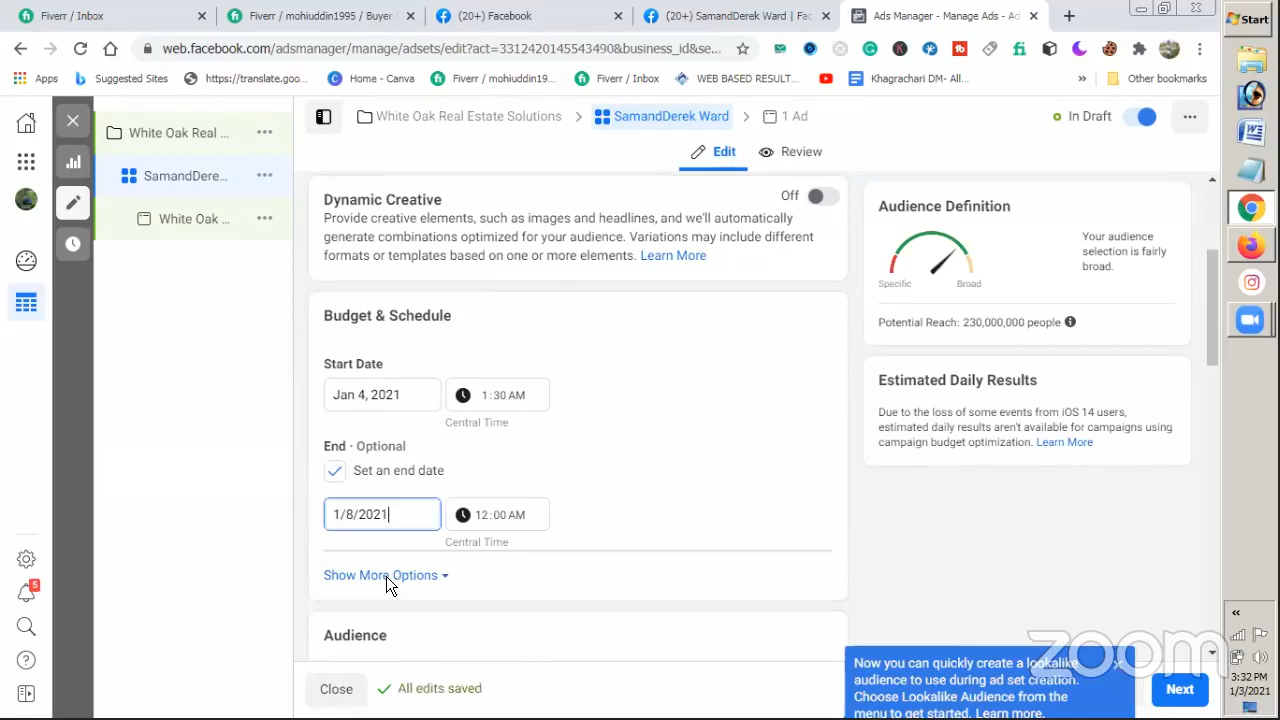 Fiverr / Inbox
Fiverr / mohiuddin1995 / Buyer
(20+) Facebook
(20+) SamandDerek Ward | Fac
Ads Manager - Manage Ads - Ad
Start
web.facebook.com/adsmanager/manage/adsets/edit?act=3312420145543490&business_id&se...
Apps
Suggested Sites
https://translate.goo...
Home - Canva
Fiverr / mohiuddin19...
Fiverr / Inbox
WEB BASED RESULT...
Khagrachari DM- All...
»
Other bookmarks
White Oak Real ...
SamandDere...
White Oak ...
White Oak Real Estate Solutions
SamandDerek Ward
1 Ad
In Draft
Edit
Review
Dynamic Creative
Off
Provide creative elements, such as images and headlines, and we'll automatically
generate combinations optimized for your audience. Variations may include different
formats or templates based on one or more elements. Learn More
Budget & Schedule
Start Date
Jan 4, 2021
1:30 AM
Central Time
End · Optional
Set an end date
1/8/2021
12:00 AM
Central Time
Show More Options
Audience
Audience Definition
Your audience
selection is fairly
broad.
Specific
Broad
Potential Reach: 230,000,000 people
Estimated Daily Results
Due to the loss of some events from iOS 14 users,
estimated daily results aren't available for campaigns using
campaign budget optimization. Learn More
Now you can quickly create a lookalike
audience to use during ad set creation.
Choose Lookalike Audience from the
menu to get started. Learn more.
Close
All edits saved
Next
5
zoom
3:32 PM
1/3/2021